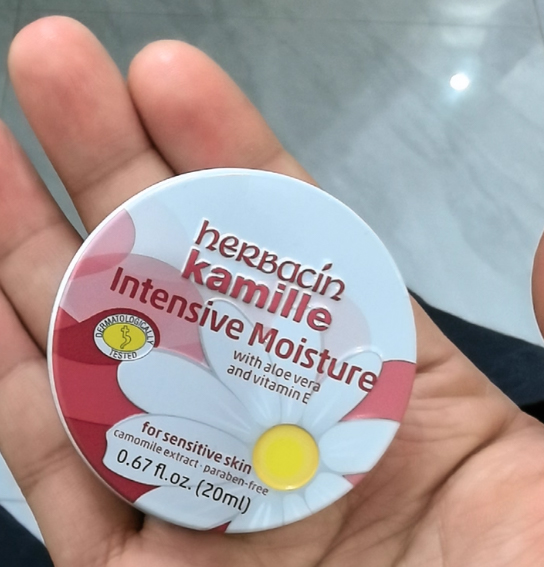 herbacin
kamille
Intensive Moisture
with aloe vera
and vitamin E
DERMATOLOGICALLY
TESTED
for sensitive skin
camomile extract · paraben-free
0.67 fl.oz. (20ml)